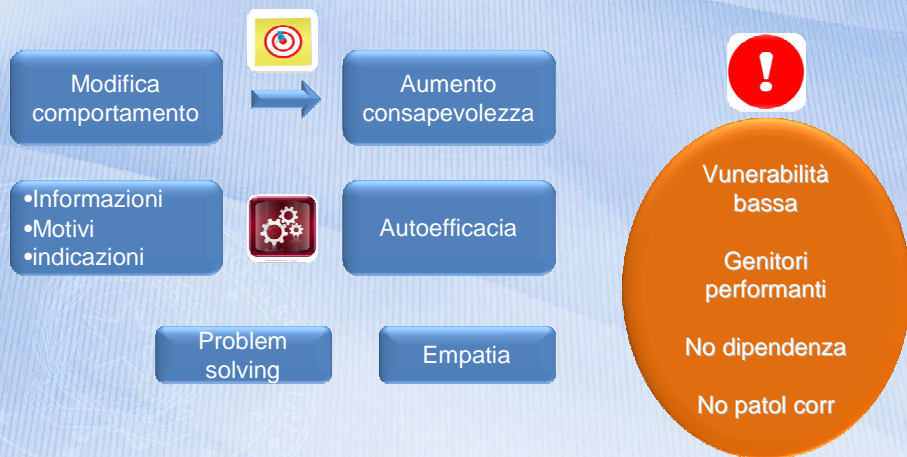 Modifica
comportamento
Aumento
consapevolezza
•Informazioni
•Motivi
•indicazioni
Autoefficacia
Problem
solving
Empatia
!
Vunerabilità
bassa
Genitori
performanti
No dipendenza
No patol corr